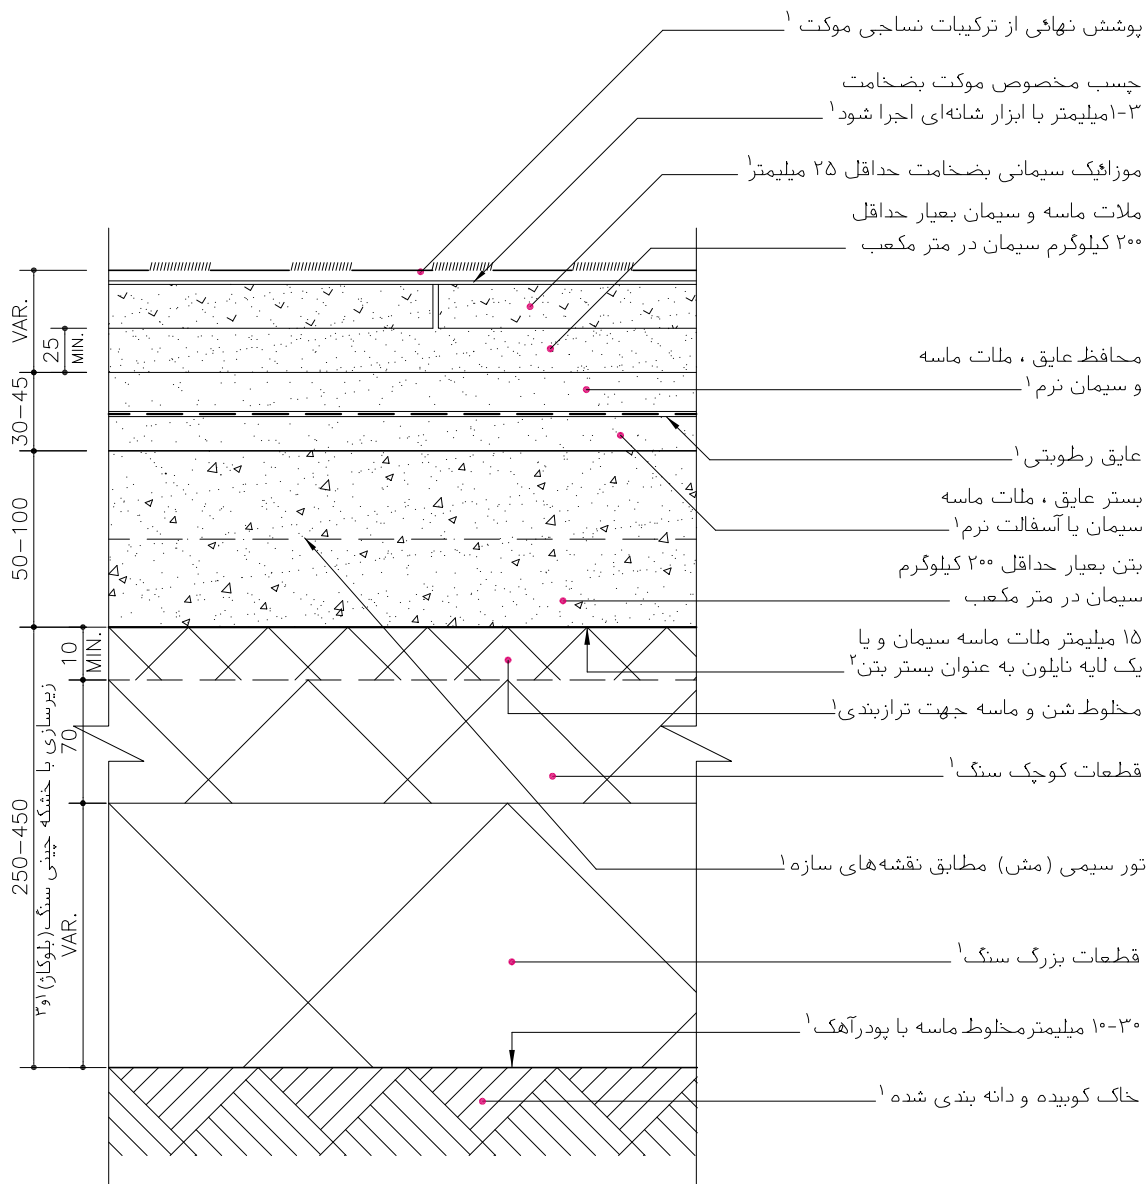 پوشش نهائی از ترکیبات نساجی موکت ۱
چسب مخصوص موکت بضخامت
۱-۳میلیمتر با ابزار شانه‌ای اجرا شود۱
موزائیک سیمانی بضخامت حداقل ۲۵ میلیمتر۱
ملات ماسه و سیمان بعیار حداقل
۲۰۰ کیلوگرم سیمان در متر مکعب
محافظ عایق ، ملات ماسه
و سیمان نرم۱
عایق رطوبتی۱
بستر عایق ، ملات ماسه
سیمان یا آسفالت نرم۱
بتن بعیار حداقل ۲۰۰ کیلوگرم
سیمان در متر مکعب
۱۵ میلیمتر ملات ماسه سیمان و یا
یک لایه نایلون به عنوان بستر بتن۲
مخلوط شن و ماسه جهت ترازبندی۱
قطعات کوچک سنگ۱
تور سیمی (مش) مطابق نقشه‌های سازه۱
قطعات بزرگ سنگ۱
۱۰-۳۰ میلیمترمخلوط ماسه با پودرآهک۱
خاک کوبیده و دانه بندی شده۱
VAR.
25
MIN.
30-45
50-100
10
MIN.
70
250-450
زیرسازی با خشکه چینی سنگ(بلوکاژ) ۱و۳
VAR.